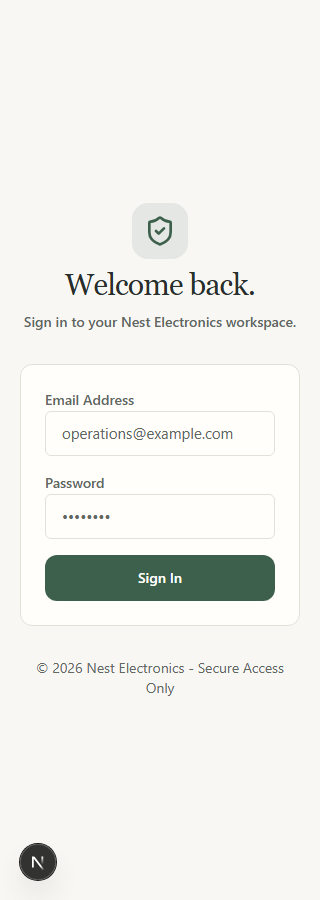 Welcome back.
Sign in to your Nest Electronics workspace.
Email Address
operations@example.com
Password
••••••••
Sign In
© 2026 Nest Electronics - Secure Access
Only
N